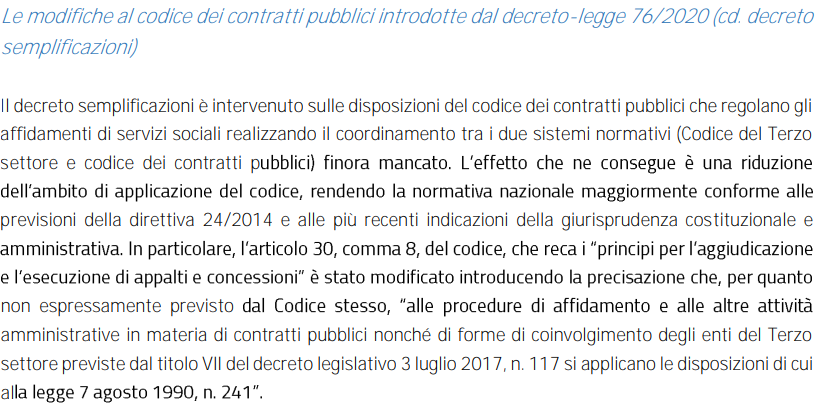 Le modifiche al codice dei contratti pubblici introdotte dal decreto-legge 76/2020 (cd. decreto
semplificazioni)
Il decreto semplificazioni è intervenuto sulle disposizioni del codice dei contratti pubblici che regolano gli
affidamenti di servizi sociali realizzando il coordinamento tra i due sistemi normativi (Codice del Terzo
settore e codice dei contratti pubblici) finora mancato. L’effetto che ne consegue è una riduzione
dell’ambito di applicazione del codice, rendendo la normativa nazionale maggiormente conforme alle
previsioni della direttiva 24/2014 e alle più recenti indicazioni della giurisprudenza costituzionale e
amministrativa. In particolare, l’articolo 30, comma 8, del codice, che reca i “principi per l’aggiudicazione
e l’esecuzione di appalti e concessioni” è stato modificato introducendo la precisazione che, per quanto
non espressamente previsto dal Codice stesso, “alle procedure di affidamento e alle altre attività
amministrative in materia di contratti pubblici nonché di forme di coinvolgimento degli enti del Terzo
settore previste dal titolo VII del decreto legislativo 3 luglio 2017, n. 117 si applicano le disposizioni di cui
alla legge 7 agosto 1990, n. 241”.